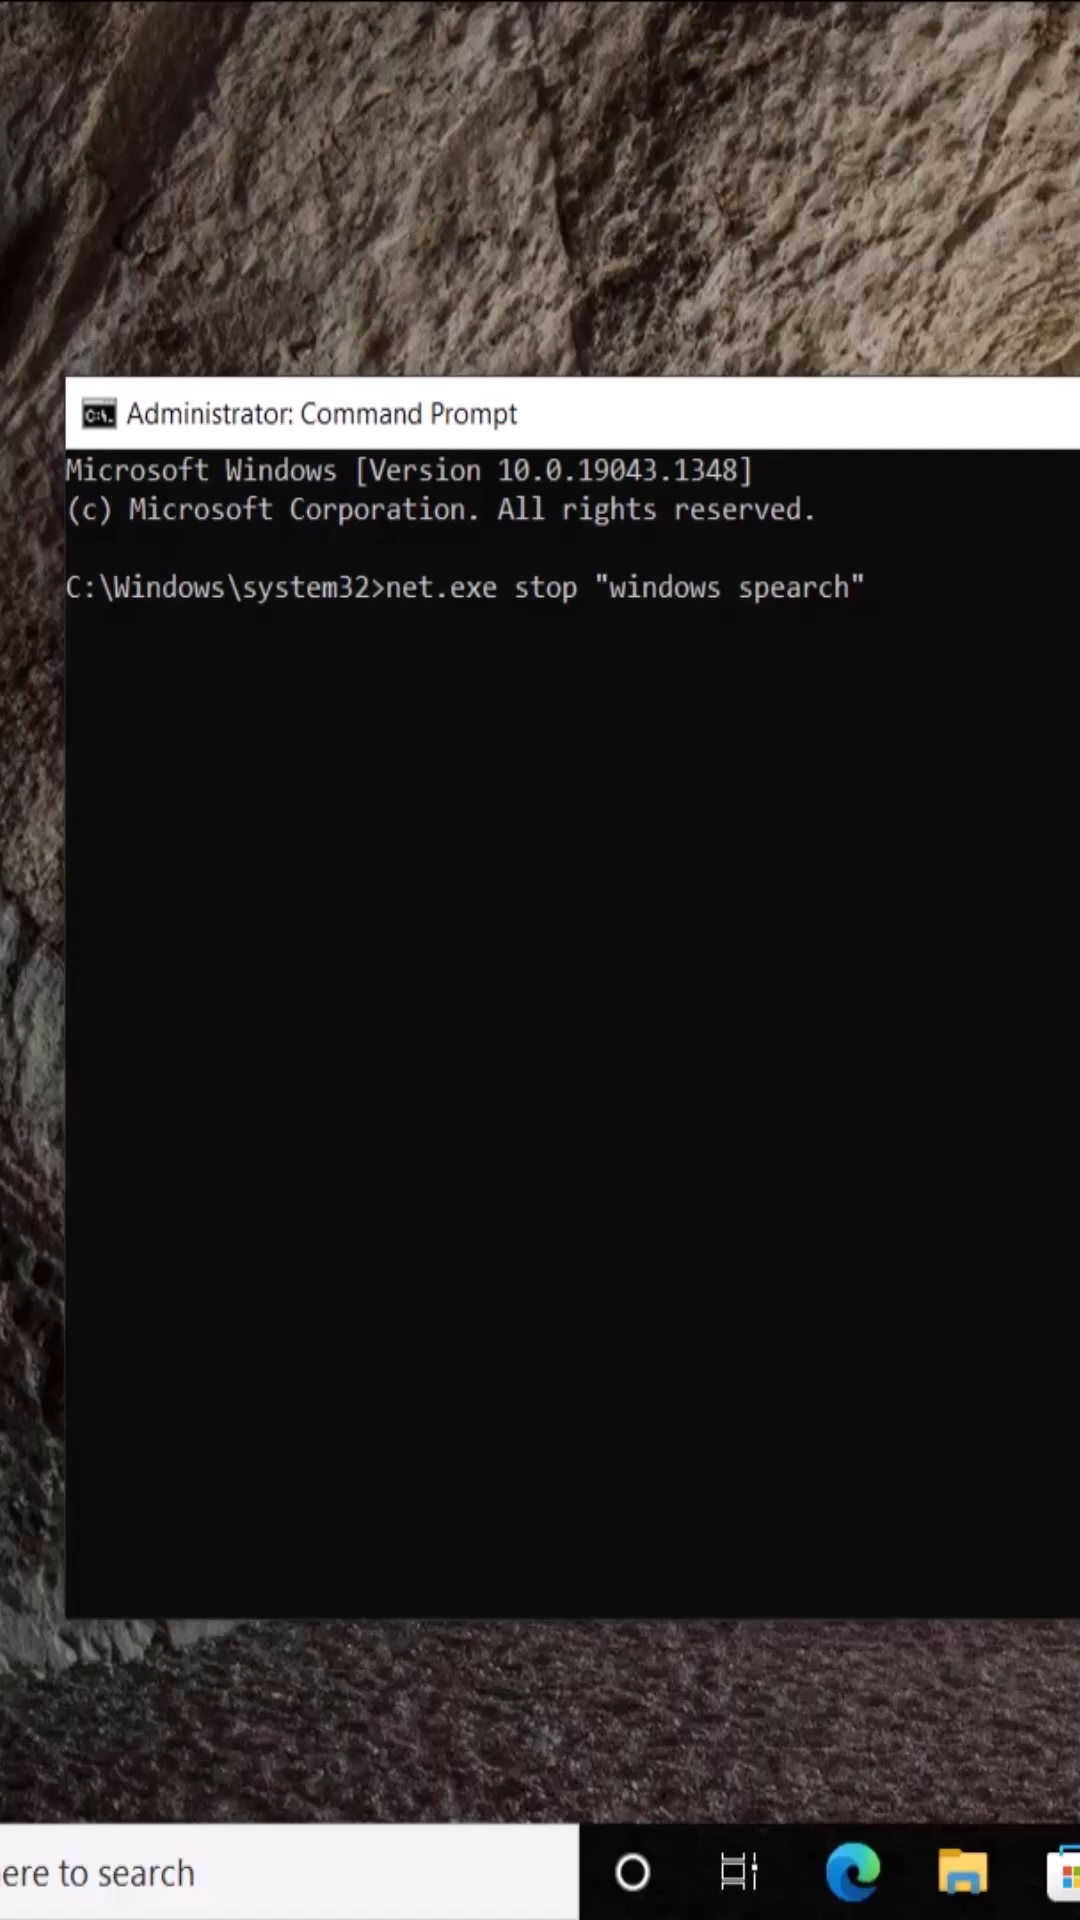 C:\.
Administrator: Command Prompt
Microsoft Windows [Version 10.0.19043.1348]
(c) Microsoft Corporation. All rights reserved.
C:\Windows\system32>net.exe stop "windows spearch"
ere to search